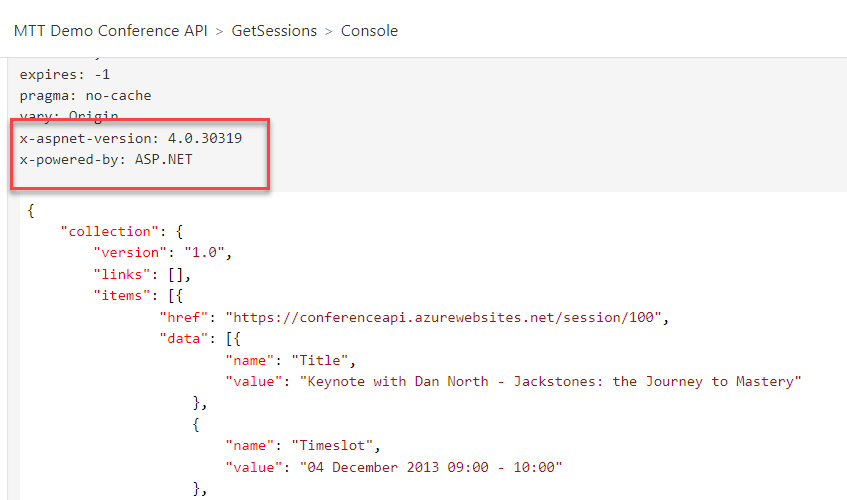 MTT Demo Conference API > GetSessions > Console
expires: -1
pragma: no-cache
vary: Origin
x-aspnet-version: 4.0.30319
x-powered-by: ASP.NET
{
"collection": {
"version": "1.0",
"links": [],
"items": [{
"href": "https://conferenceapi.azurewebsites.net/session/100",
"data": [{
"name": "Title",
"value": "Keynote with Dan North - Jackstones: the Journey to Mastery"
},
{
"name": "Timeslot",
"value": "04 December 2013 09:00 - 10:00"
},